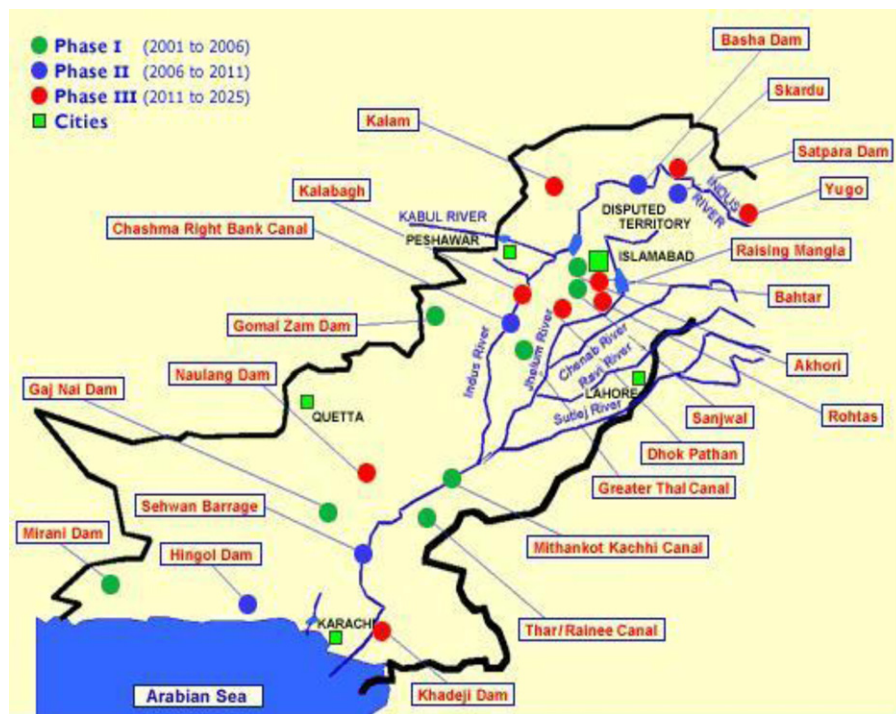 Phase I (2001 to 2006)
Phase II (2006 to 2011)
Phase III (2011 to 2025)
Cities
Basha Dam
Skardu
Kalam
Satpara Dam
Kalabagh
Yugo
INDUS
RIVER
KABUL RIVER
DISPUTED
TERRITORY
Chashma Right Bank Canal
PESHAWAR
ISLAMABAD
Raising Mangla
Bahtar
Gomal Zam Dam
Indus River
Jhelum River
Chenab River
Ravi River
Akhori
Naulang Dam
Gaj Nai Dam
LAHORE
QUETTA
Sutlej River
Sanjwal
Rohtas
Dhok Pathan
Greater Thal Canal
Sehwan Barrage
Mirani Dam
Hingol Dam
Mithankot Kachhi Canal
KARACHI
Thar/Rainee Canal
Arabian Sea
Khadeji Dam